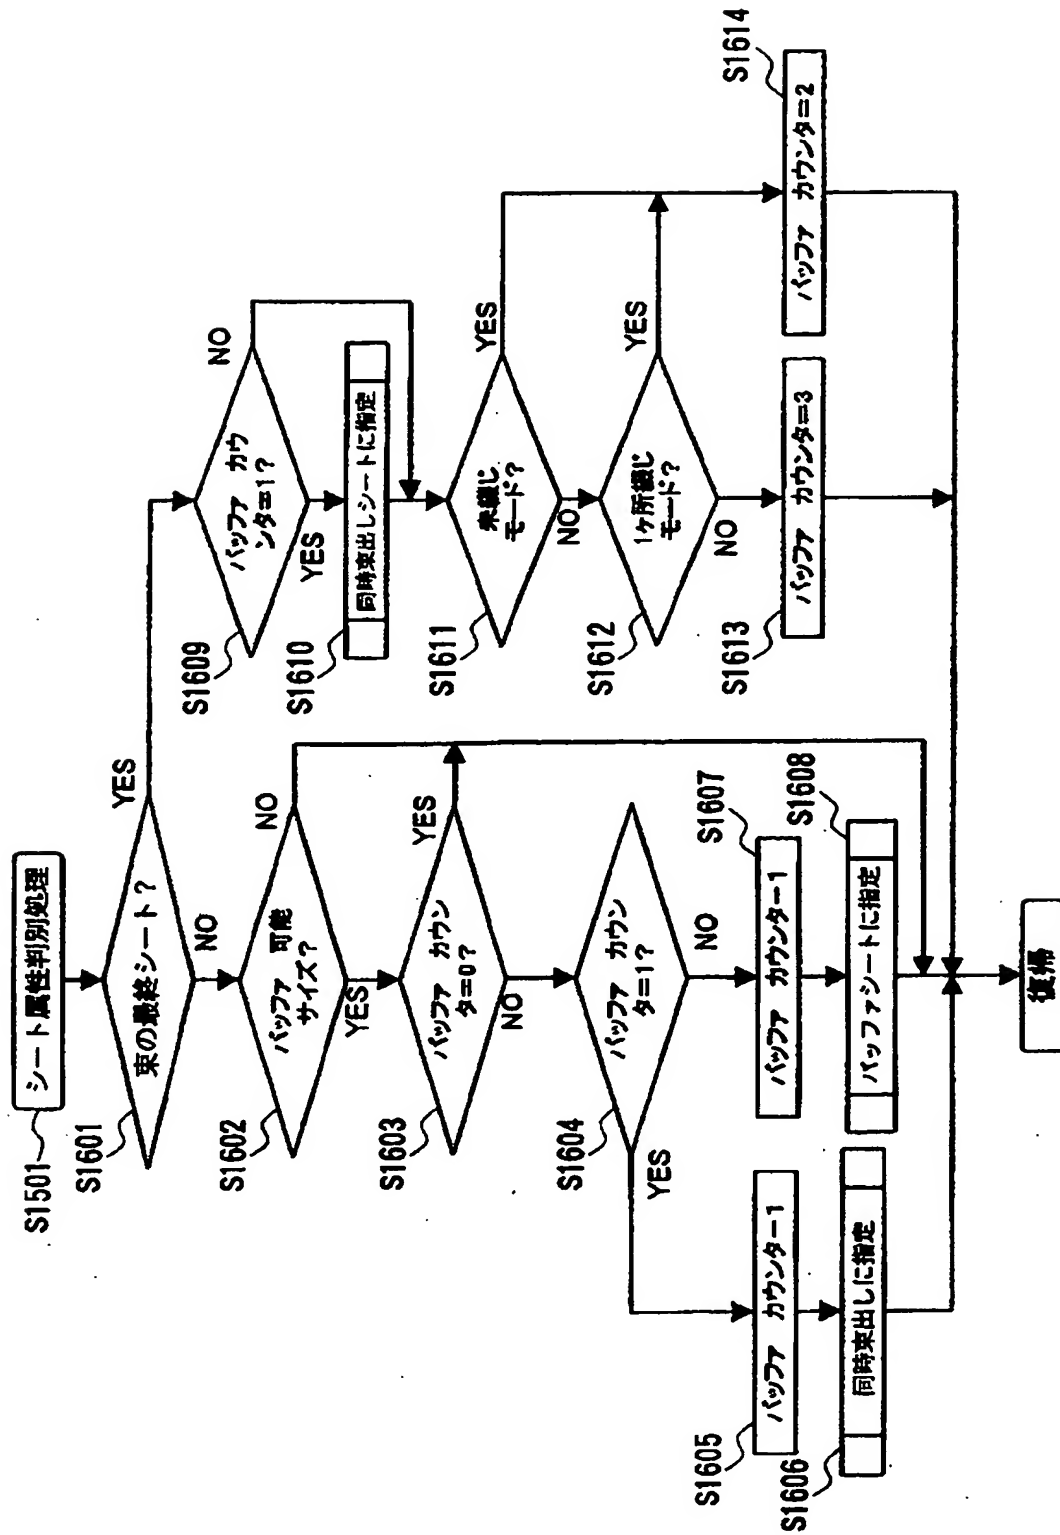 S1501
シート属性判別処理
S1601
束の最終シート?
YES
NO
S1602
バッファ 可能
サイズ?
NO
YES
S1603
バッファ カウン
タ=0?
YES
NO
S1604
バッファ カウン
タ=1?
YES
NO
S1605
バッファ カウンター1
S1606
同時束出しに指定
S1607
バッファ カウンター1
S1608
バッファシートに指定
S1609
バッファ カウ
ンタ=1?
NO
YES
S1610
同時束出しシートに指定
S1611
未綴じ
モード?
YES
NO
S1612
1ヶ所綴じ
モード?
YES
NO
S1613
バッファ カウンタ=3
S1614
バッファ カウンタ=2
復帰